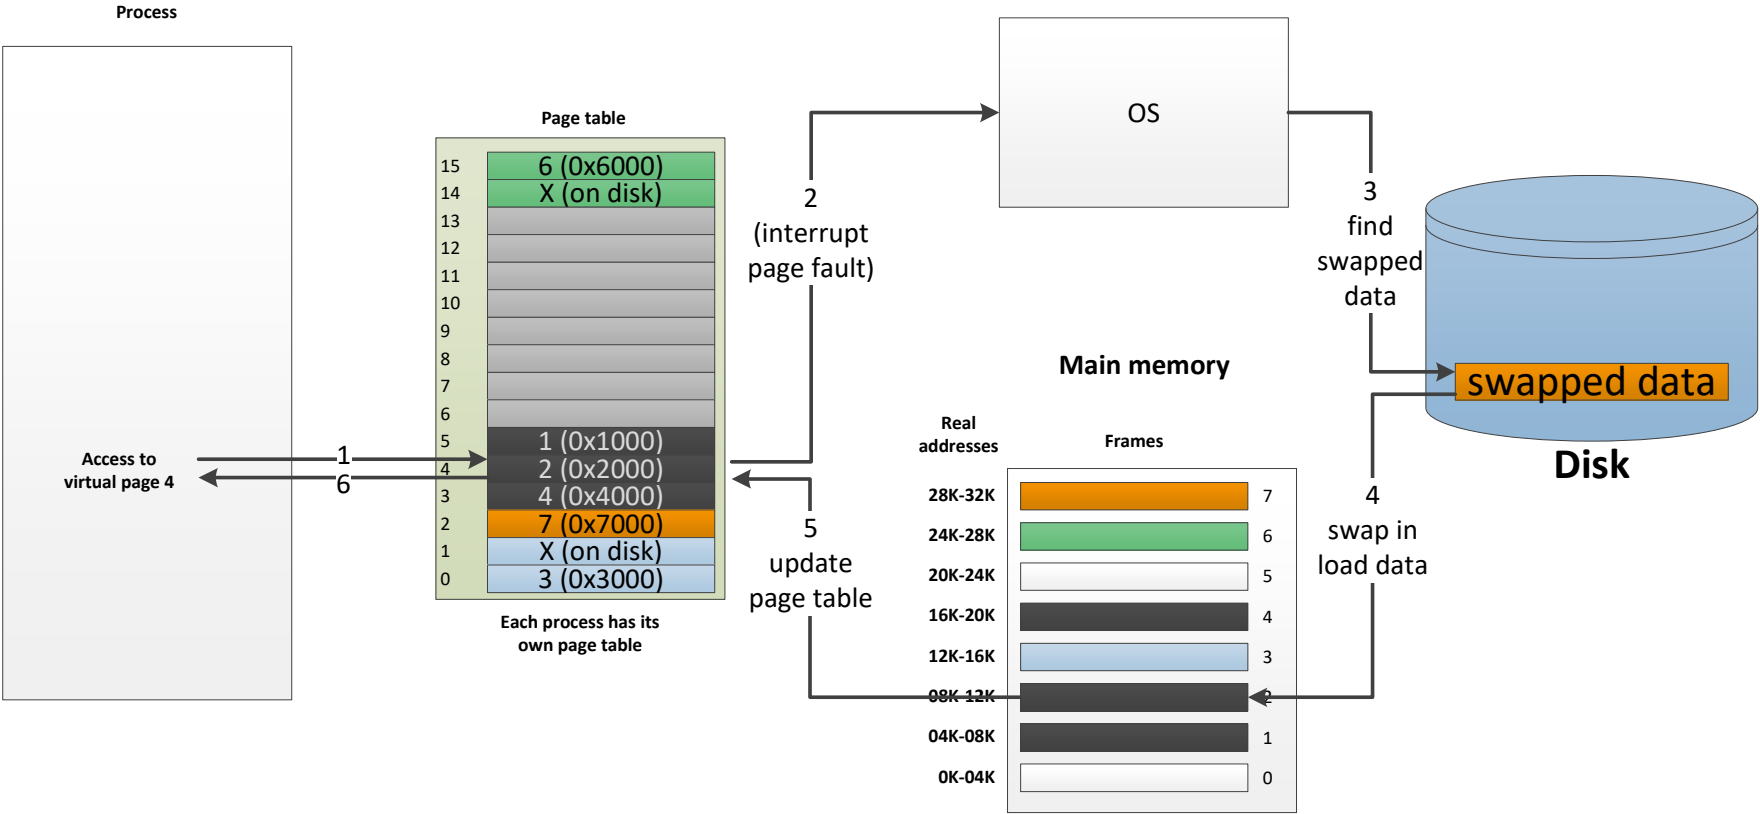 Process
Page table
15 6 (0x6000)
14 X (on disk)
13
12
11
10
9
8
7
6
5 1 (0x1000)
4 2 (0x2000)
3 4 (0x4000)
2 7 (0x7000)
1 X (on disk)
0 3 (0x3000)
Each process has its
own page table
Access to
virtual page 4
1
6
2
(interrupt
page fault)
OS
3
find
swapped
data
swapped data
Disk
4
swap in
load data
5
update
page table
Main memory
Real
addresses
Frames
28K-32K 7
24K-28K 6
20K-24K 5
16K-20K 4
12K-16K 3
08K-12K 2
04K-08K 1
0K-04K 0